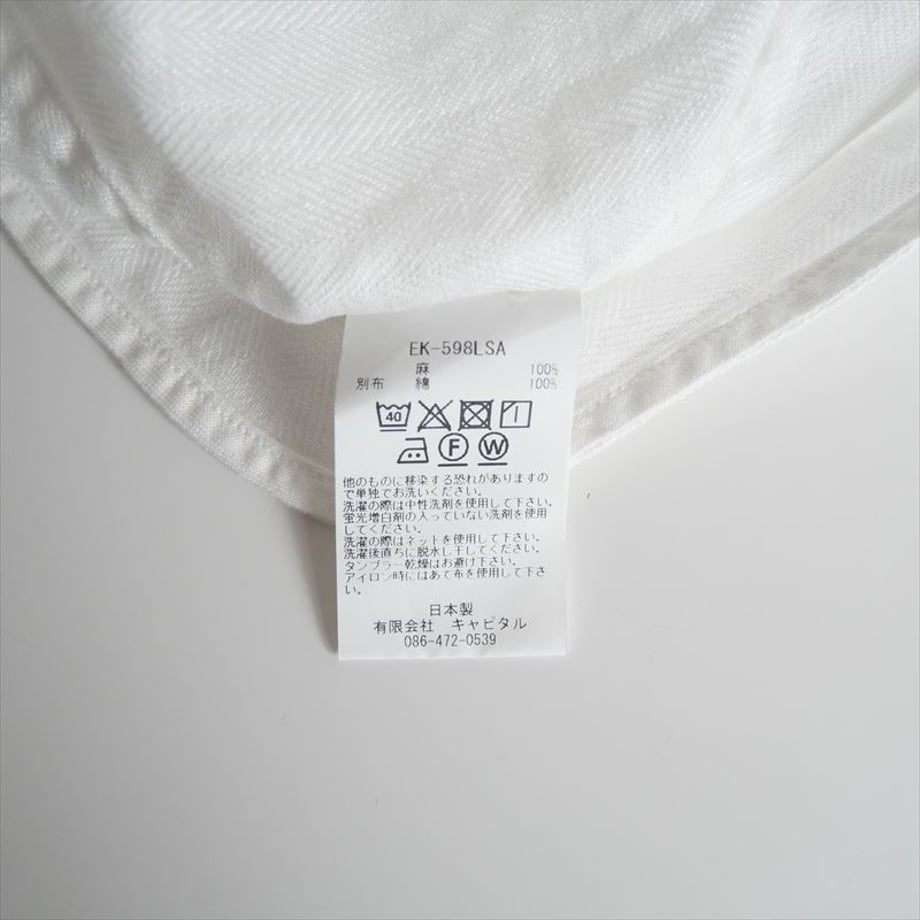 EK-598LSA
麻 100%
別布 綿 100%
40
F W
他のものに移染する恐れがありますの
で単独でお洗いください。
洗濯の際は中性洗剤を使用して下さい。
蛍光増白剤の入っていない洗剤を使用
してください。
洗濯の際はネットを使用して下さい。
洗濯後直ちに脱水し干してください。
タンブラー乾燥はお避け下さい。
アイロン時にはあて布を使用して下さ
い。
日本製
有限会社 キャピタル
086-472-0539